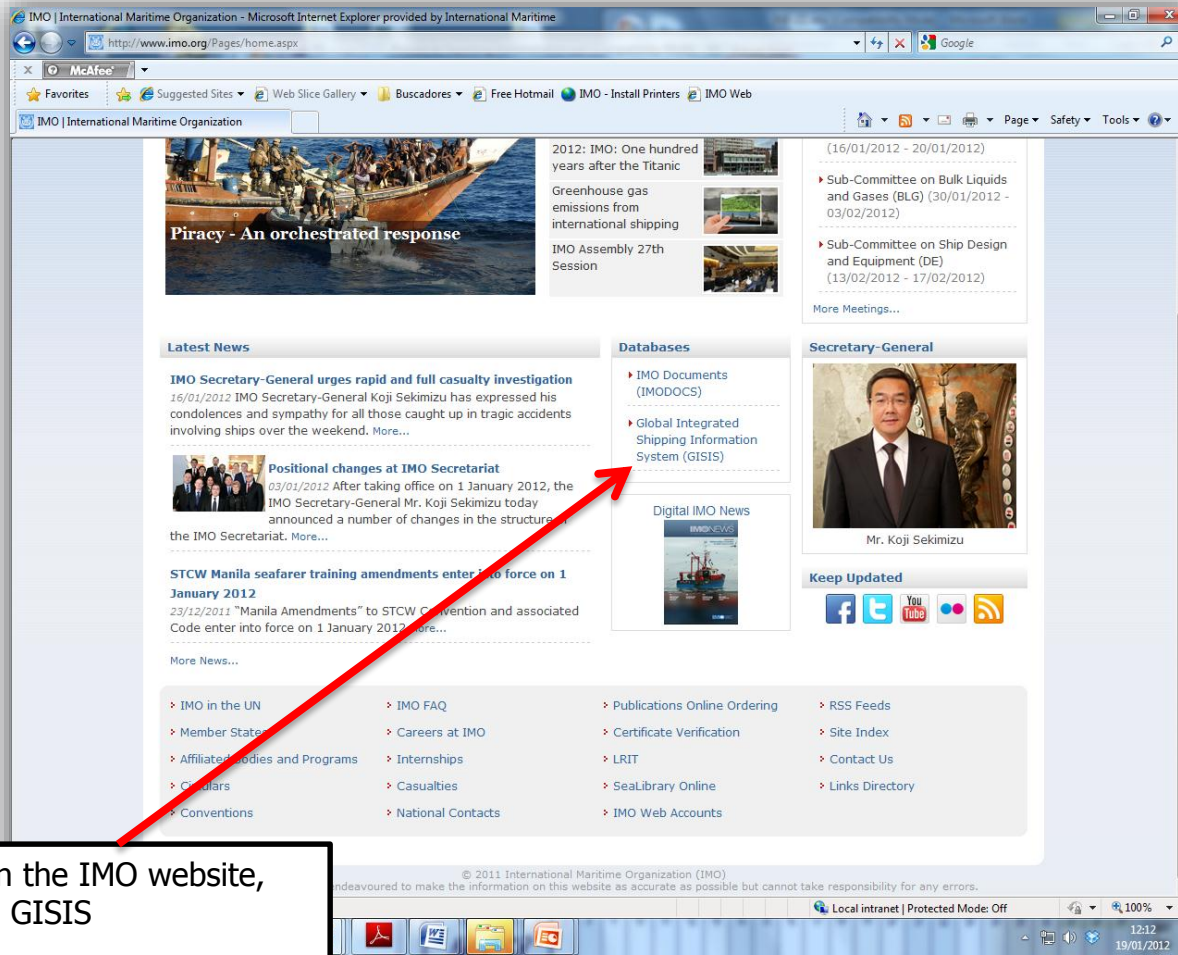 IMO | International Maritime Organization - Microsoft Internet Explorer provided by International Maritime
http://www.imo.org/Pages/home.aspx
Google
X McAfee
Favorites Suggested Sites Web Slice Gallery Buscadores Free Hotmail IMO - Install Printers IMO Web
IMO | International Maritime Organization
Page Safety Tools
Piracy - An orchestrated response
2012: IMO: One hundred
years after the Titanic
Greenhouse gas
emissions from
international shipping
IMO Assembly 27th
Session
(16/01/2012 - 20/01/2012)
Sub-Committee on Bulk Liquids
and Gases (BLG) (30/01/2012 -
03/02/2012)
Sub-Committee on Ship Design
and Equipment (DE)
(13/02/2012 - 17/02/2012)
More Meetings...
Latest News
IMO Secretary-General urges rapid and full casualty investigation
16/01/2012 IMO Secretary-General Koji Sekimizu has expressed his
condolences and sympathy for all those caught up in tragic accidents
involving ships over the weekend. More...
Positional changes at IMO Secretariat
03/01/2012 After taking office on 1 January 2012, the
IMO Secretary-General Mr. Koji Sekimizu today
announced a number of changes in the structure
the IMO Secretariat. More...
STCW Manila seafarer training amendments enter into force on 1
January 2012
23/12/2011 "Manila Amendments" to STCW Convention and associated
Code enter into force on 1 January 2012 More...
More News...
Databases
IMO Documents
(IMODOCS)
Global Integrated
Shipping Information
System (GISIS)
Digital IMO News
IMONEWS
Secretary-General
Mr. Koji Sekimizu
Keep Updated
You
Tube
IMO in the UN
Member States
Affiliated Bodies and Programs
Circulars
Conventions
IMO FAQ
Careers at IMO
Internships
Casualties
National Contacts
Publications Online Ordering
Certificate Verification
LRIT
SeaLibrary Online
IMO Web Accounts
RSS Feeds
Site Index
Contact Us
Links Directory
© 2011 International Maritime Organization (IMO)
ndeavoured to make the information on this website as accurate as possible but cannot take responsibility for any errors.
n the IMO website,
GISIS
Local intranet | Protected Mode: Off
100%
12:12
19/01/2012